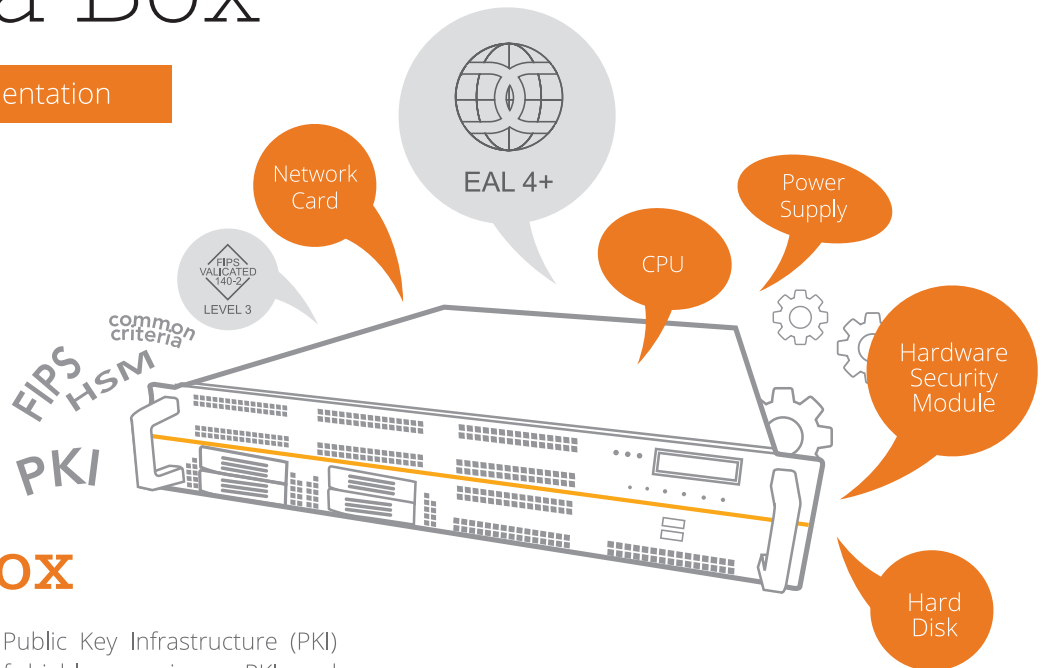 a Box
entation
EAL 4+
Network
Card
Power
Supply
CPU
FIPS
VALICATED
140-2
LEVEL 3
common
criteria
FIPS
HSM
PKI
Hardware
Security
Module
ox
Hard
Disk
Public Key Infrastructure (PKI)